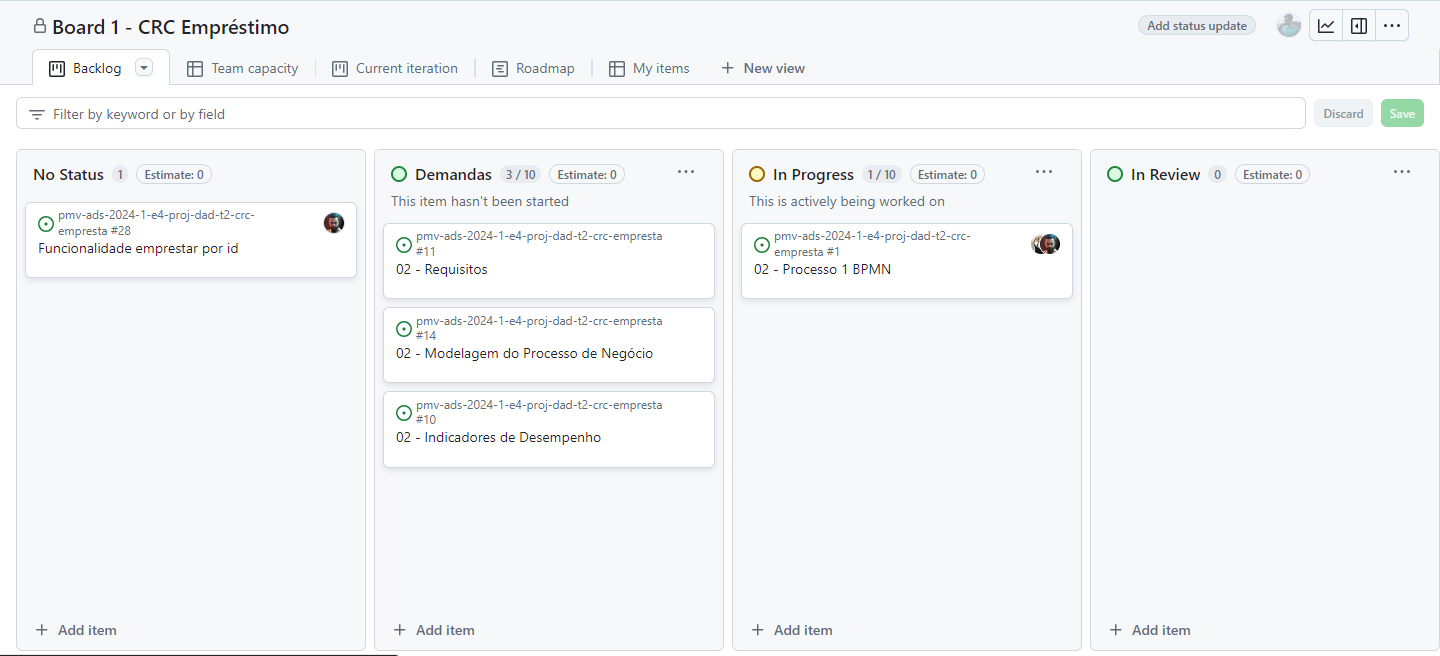 Board 1 - CRC Empréstimo
Add status update
Backlog
Team capacity
Current iteration
Roadmap
My items
New view
Filter by keyword or by field
Discard
Save
No Status 1 Estimate: 0
pmv-ads-2024-1-e4-proj-dad-t2-crc-
empresta #28
Funcionalidade emprestar por id
Add item
Demandas 3 / 10 Estimate: 0
This item hasn't been started
pmv-ads-2024-1-e4-proj-dad-t2-crc-empresta
#11
02 - Requisitos
pmv-ads-2024-1-e4-proj-dad-t2-crc-empresta
#14
02 - Modelagem do Processo de Negócio
pmv-ads-2024-1-e4-proj-dad-t2-crc-empresta
#10
02 - Indicadores de Desempenho
Add item
In Progress 1 / 10 Estimate: 0
This is actively being worked on
pmv-ads-2024-1-e4-proj-dad-t2-crc-
empresta #1
02 - Processo 1 BPMN
Add item
In Review 0 Estimate: 0
Add item